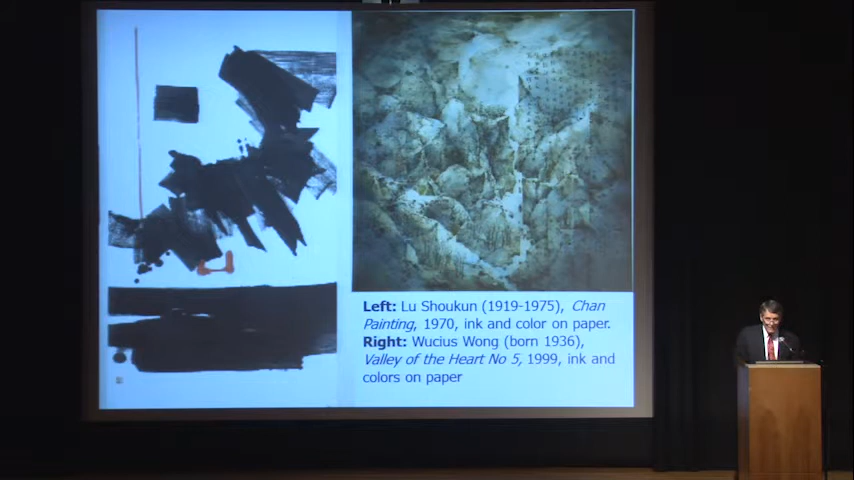 Left: Lu Shoukun (1919-1975), Chan
Painting, 1970, ink and color on paper.
Right: Wucius Wong (born 1936),
Valley of the Heart No 5, 1999, ink and
colors on paper